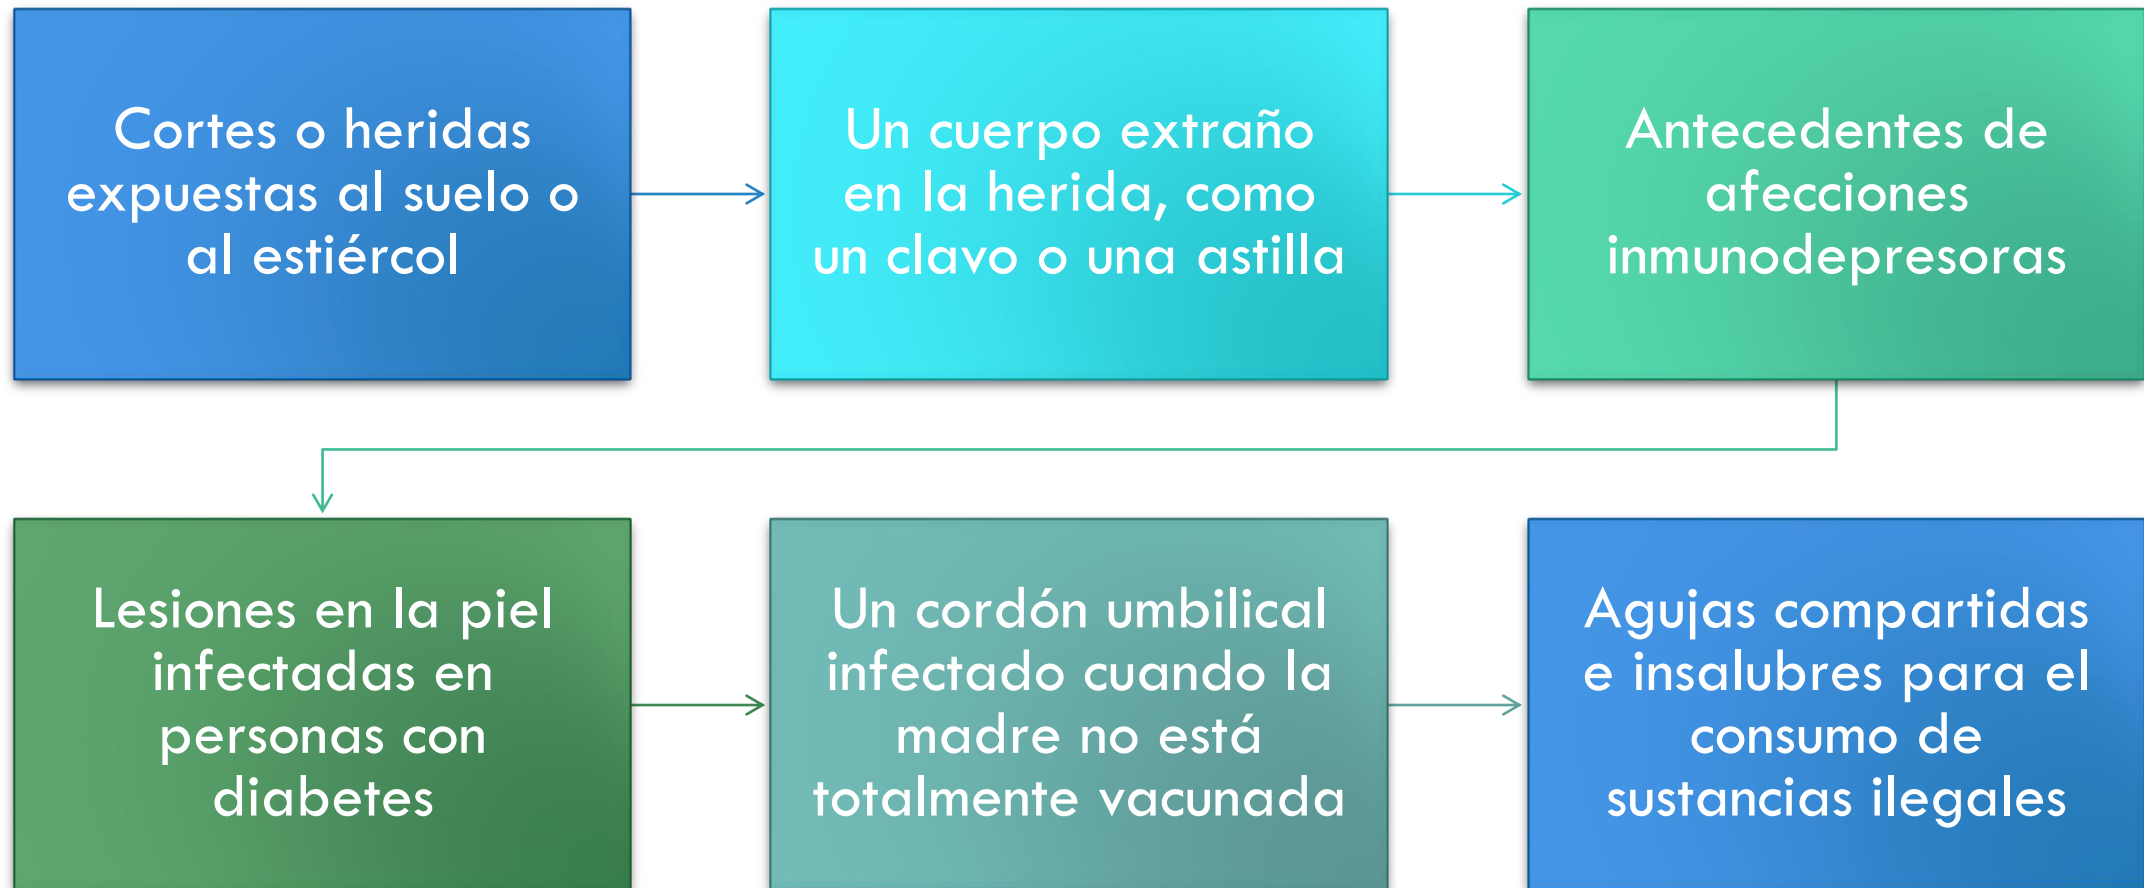 Cortes o heridas
expuestas al suelo o
al estiércol
Un cuerpo extraño
en la herida, como
un clavo o una astilla
Antecedentes de
afecciones
inmunodepresoras
Lesiones en la piel
infectadas en
personas con
diabetes
Un cordón umbilical
infectado cuando la
madre no está
totalmente vacunada
Agujas compartidas
e insalubres para el
consumo de
sustancias ilegales